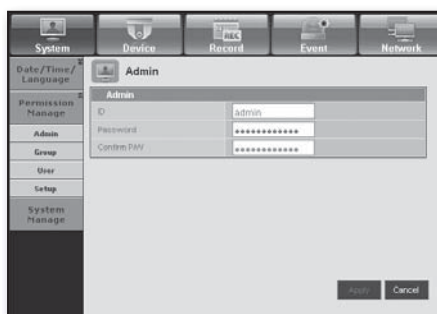 System Device Record Event Network
REC
Date/Time/
Language
Admin
Permission
Manage
Admin
ID admin
Password ************
Confirm P/W ************
Admin
Group
User
Setup
System
Manage
Apply Cancel